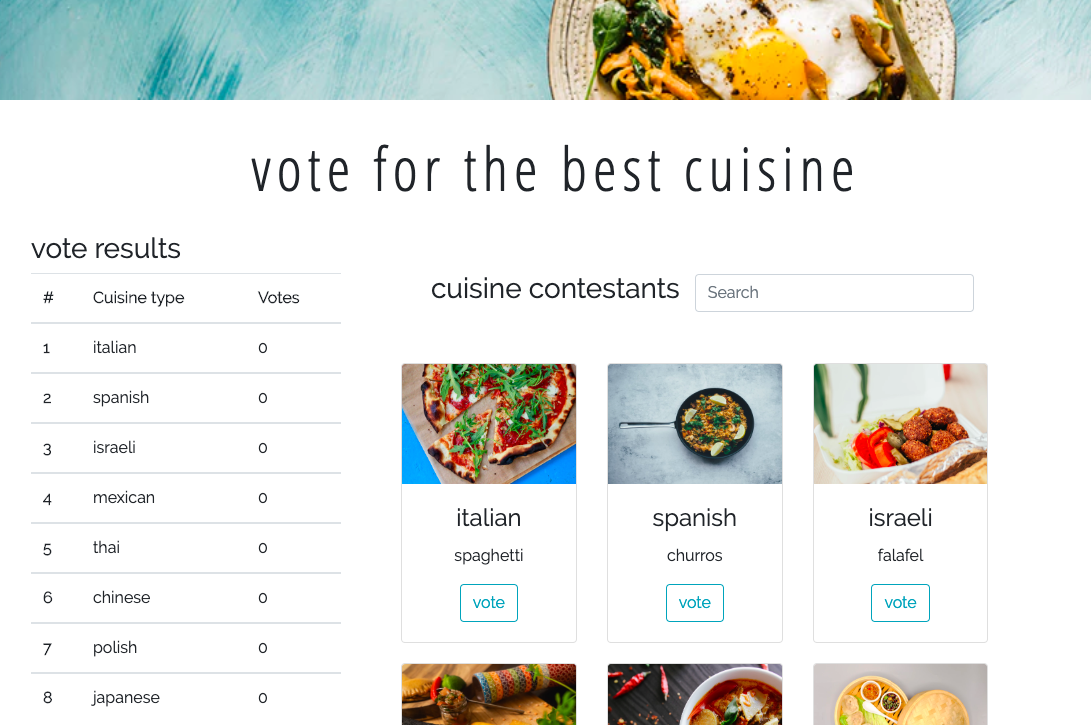 vote for the best cuisine
vote results
# Cuisine type Votes
1 italian 0
2 spanish 0
3 israeli 0
4 mexican 0
5 thai 0
6 chinese 0
7 polish 0
8 japanese 0
cuisine contestants Search
italian
spaghetti
vote
spanish
churros
vote
israeli
falafel
vote